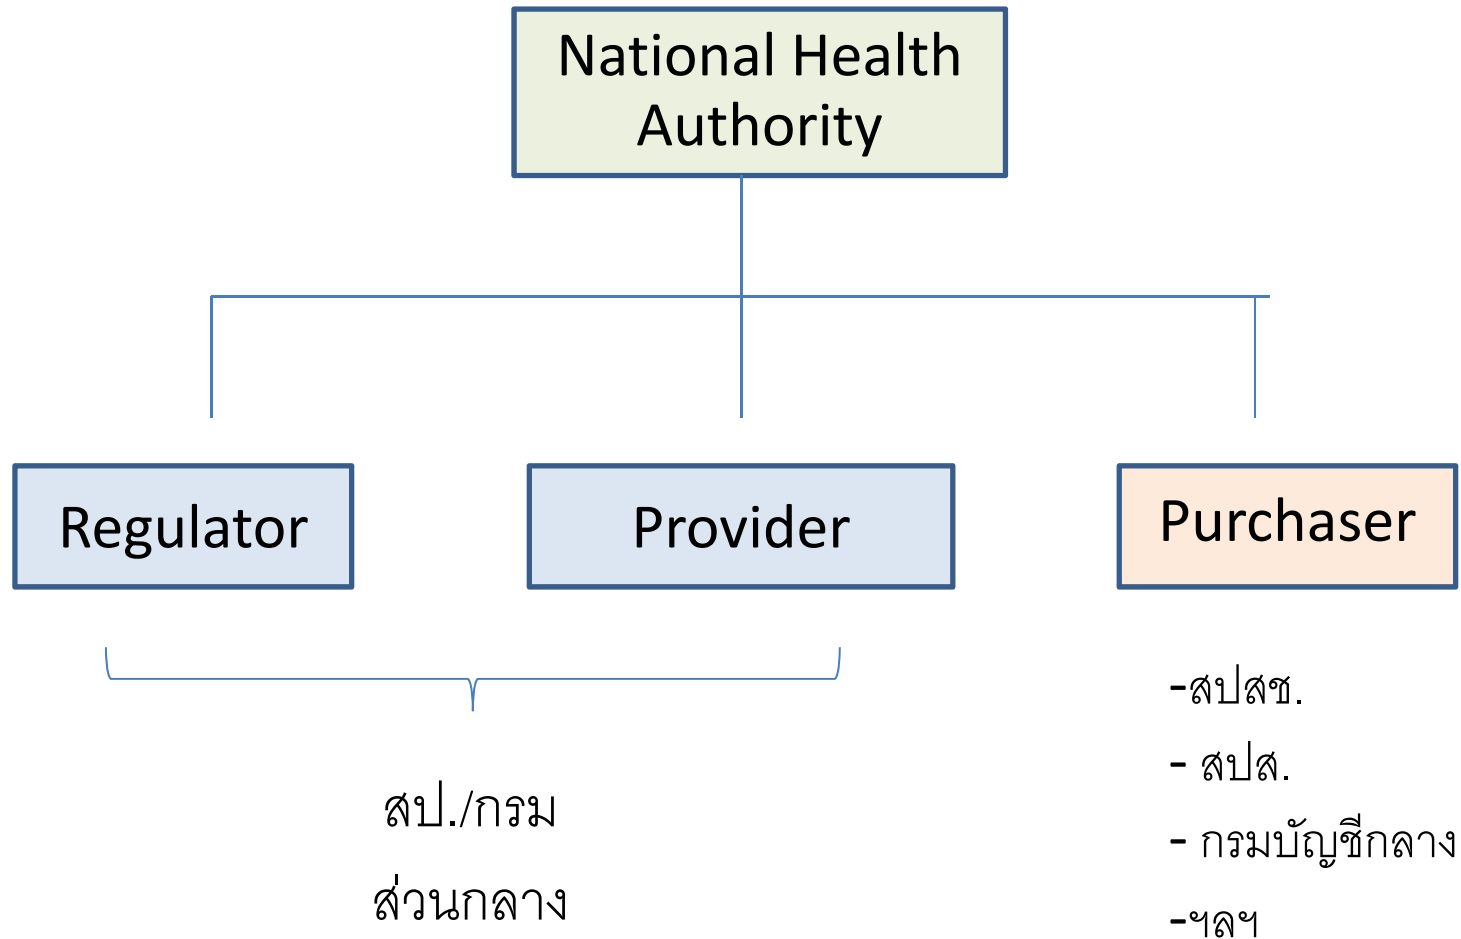 National Health
Authority
Regulator
Provider
Purchaser
สป./กรม
ส่วนกลาง
-สปสช.
- สปส.
- กรมบัญชีกลาง
-ฯลฯ